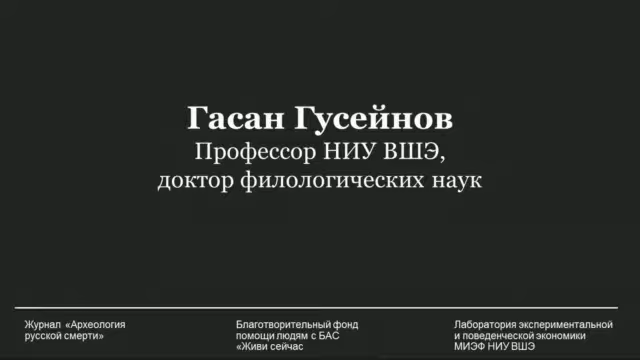 Гасан Гусейнов
Профессор НИУ ВШЭ,
доктор филологических наук
Журнал «Археология
русской смерти»
Благотворительный фонд
помощи людям с БАС
«Живи сейчас
Лаборатория экспериментальной
и поведенческой экономики
МИЭФ НИУ ВШЭ